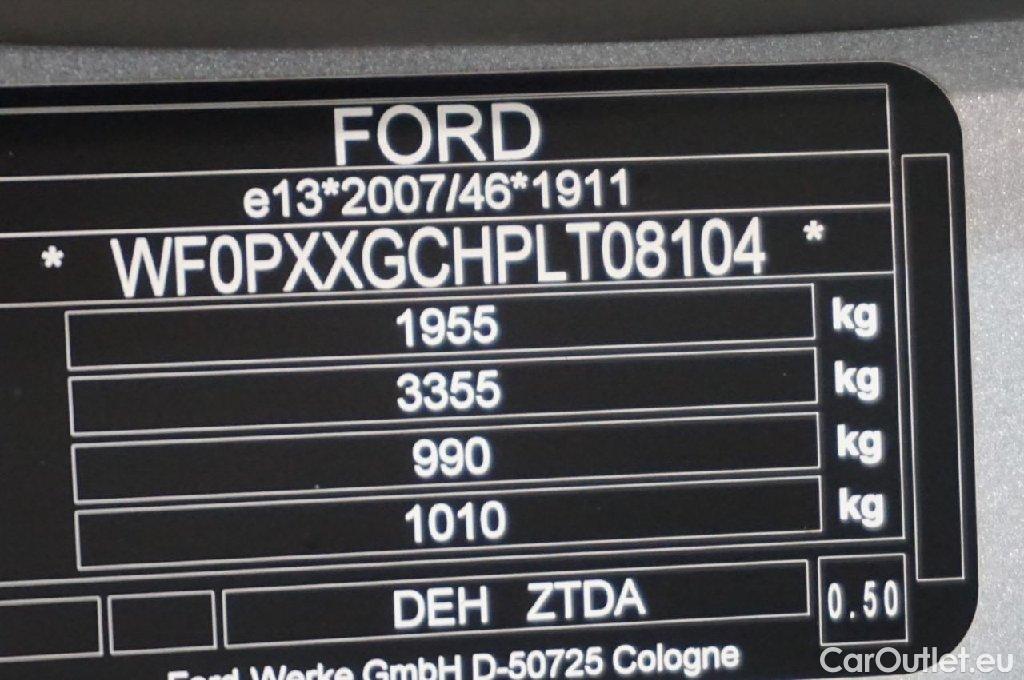 FORD
e13*2007/46*1911
* WF0PXXGCHPLT08104 *
1955 kg
3355 kg
990 kg
1010 kg
DEH ZTDA 0.50
Ford-Werke GmbH D-50725 Cologne
CarOutlet.eu